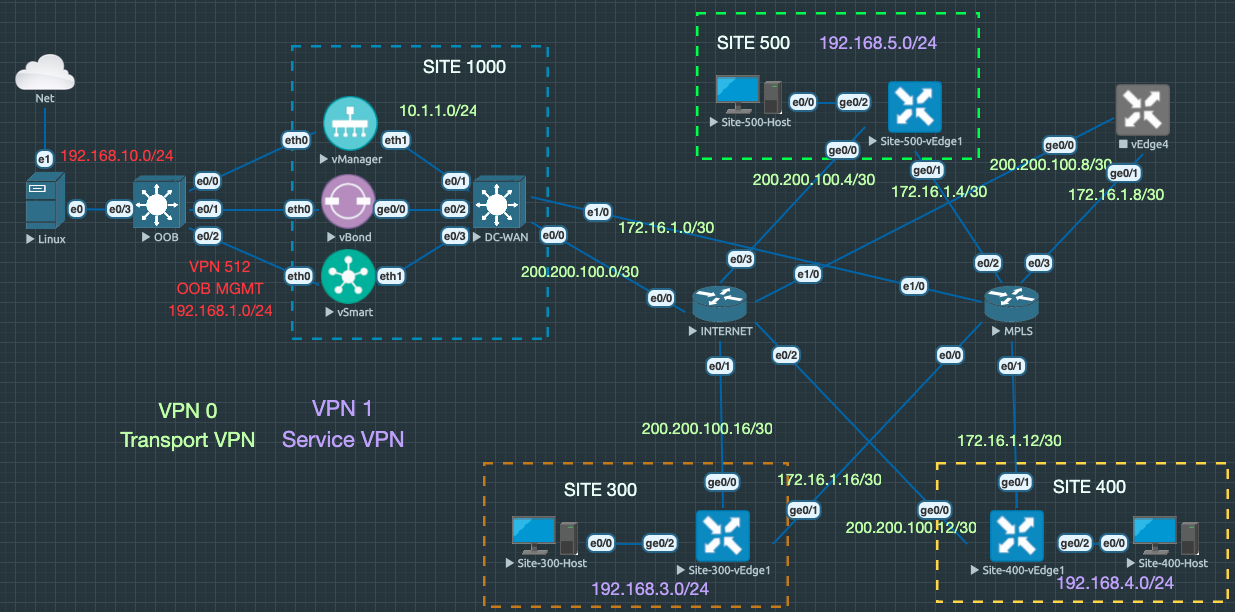 SITE 500
192.168.5.0/24
e0/0
ge0/2
Site-500-Host
Site-500-vEdge1
ge0/0
ge0/1
200.200.100.4/30
172.16.1.4/30
ge0/0
vEdge4
200.200.100.8/30
ge0/1
172.16.1.8/30
SITE 1000
10.1.1.0/24
Net
e1
192.168.10.0/24
eth0
vManager
eth1
e0/0
e0/1
Linux
e0
e0/3
OOB
e0/1
eth0
vBond
ge0/0
e0/2
DC-WAN
e0/2
e0/3
e0/0
e1/0
172.16.1.0/30
VPN 512
OOB MGMT
192.168.1.0/24
eth0
vSmart
eth1
200.200.100.0/30
e0/3
e1/0
e0/0
INTERNET
e0/1
e0/2
e0/2
e0/3
e1/0
MPLS
e0/0
e0/1
VPN 0
Transport VPN
VPN 1
Service VPN
200.200.100.16/30
172.16.1.12/30
172.16.1.16/30
200.200.100.12/30
SITE 300
ge0/0
ge0/1
e0/0
ge0/2
Site-300-Host
Site-300-vEdge1
192.168.3.0/24
SITE 400
ge0/1
ge0/0
ge0/2
e0/0
Site-400-vEdge1
Site-400-Host
192.168.4.0/24